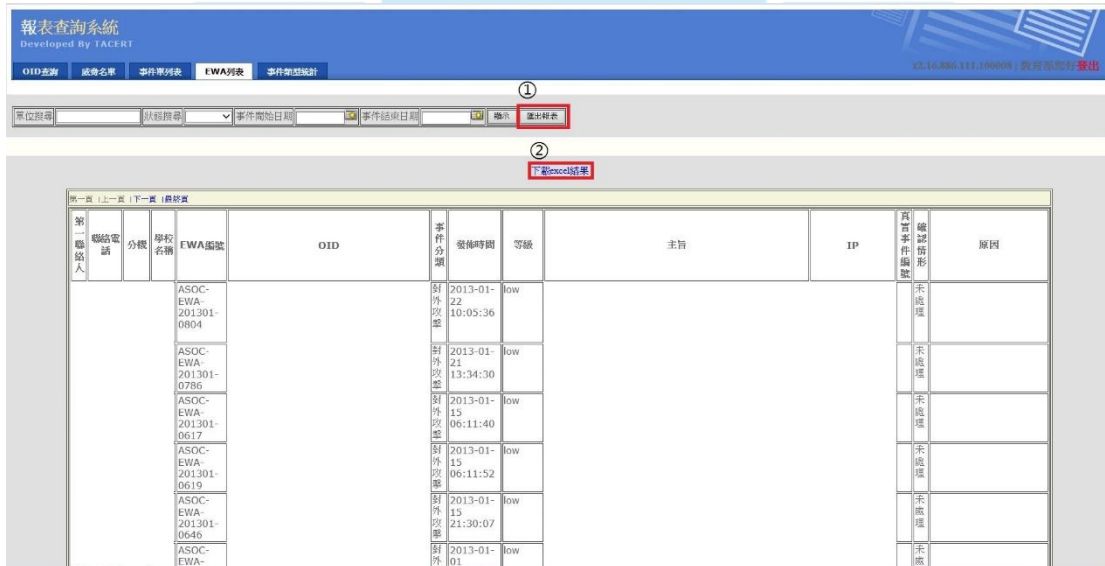 報表查詢系統
Developed By TACERT
OID查詢 威脅名單 事件單列表 EWA列表 事件類型統計
登出
①
單位搜尋 狀態搜尋 事件開始日期 事件結束日期 顯示 匯出報表
②
下載excel結果
第一頁 |上一頁 |下一頁 |最終頁
第一聯絡人 聯絡電話 分機 學校名稱 EWA編號 OID 事件分類 發佈時間 等級 主旨 IP 真實事件編號 確認情形 原因
ASOC-EWA-201301-0804 對外攻擊 2013-01-22 10:05:36 low 未處理
ASOC-EWA-201301-0786 對外攻擊 2013-01-21 13:34:30 low 未處理
ASOC-EWA-201301-0617 對外攻擊 2013-01-15 06:11:40 low 未處理
ASOC-EWA-201301-0619 對外攻擊 2013-01-15 06:11:52 low 未處理
ASOC-EWA-201301-0646 對外攻擊 2013-01-15 21:30:07 low 未處理
ASOC-EWA- 對外 2013-01-01 low 未處